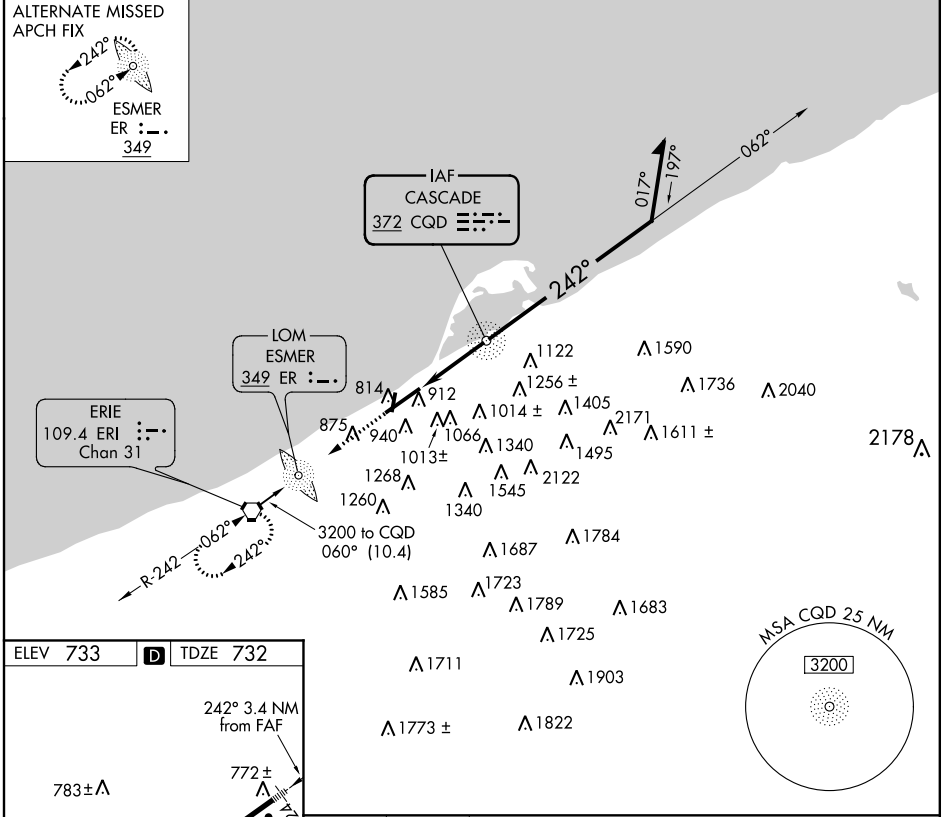 ALTERNATE MISSED
APCH FIX
242°
062°
ESMER
ER
349
IAF
CASCADE
372 CQD
017°
197°
062°
242°
LOM
ESMER
349 ER
ERIE
109.4 ERI
Chan 31
R-242
062°
242°
3200 to CQD
060° (10.4)
814
912
875
940
1013±
1066
1014 ±
1122
1256 ±
1590
1736
2040
1405
2171
1611 ±
2178
1340
1495
1268
1545
2122
1260
1340
1687
1784
1585
1723
1789
1683
1725
1711
1903
1773 ±
1822
MSA CQD 25 NM
3200
ELEV 733
D
TDZE 732
242° 3.4 NM
from FAF
783±
772±